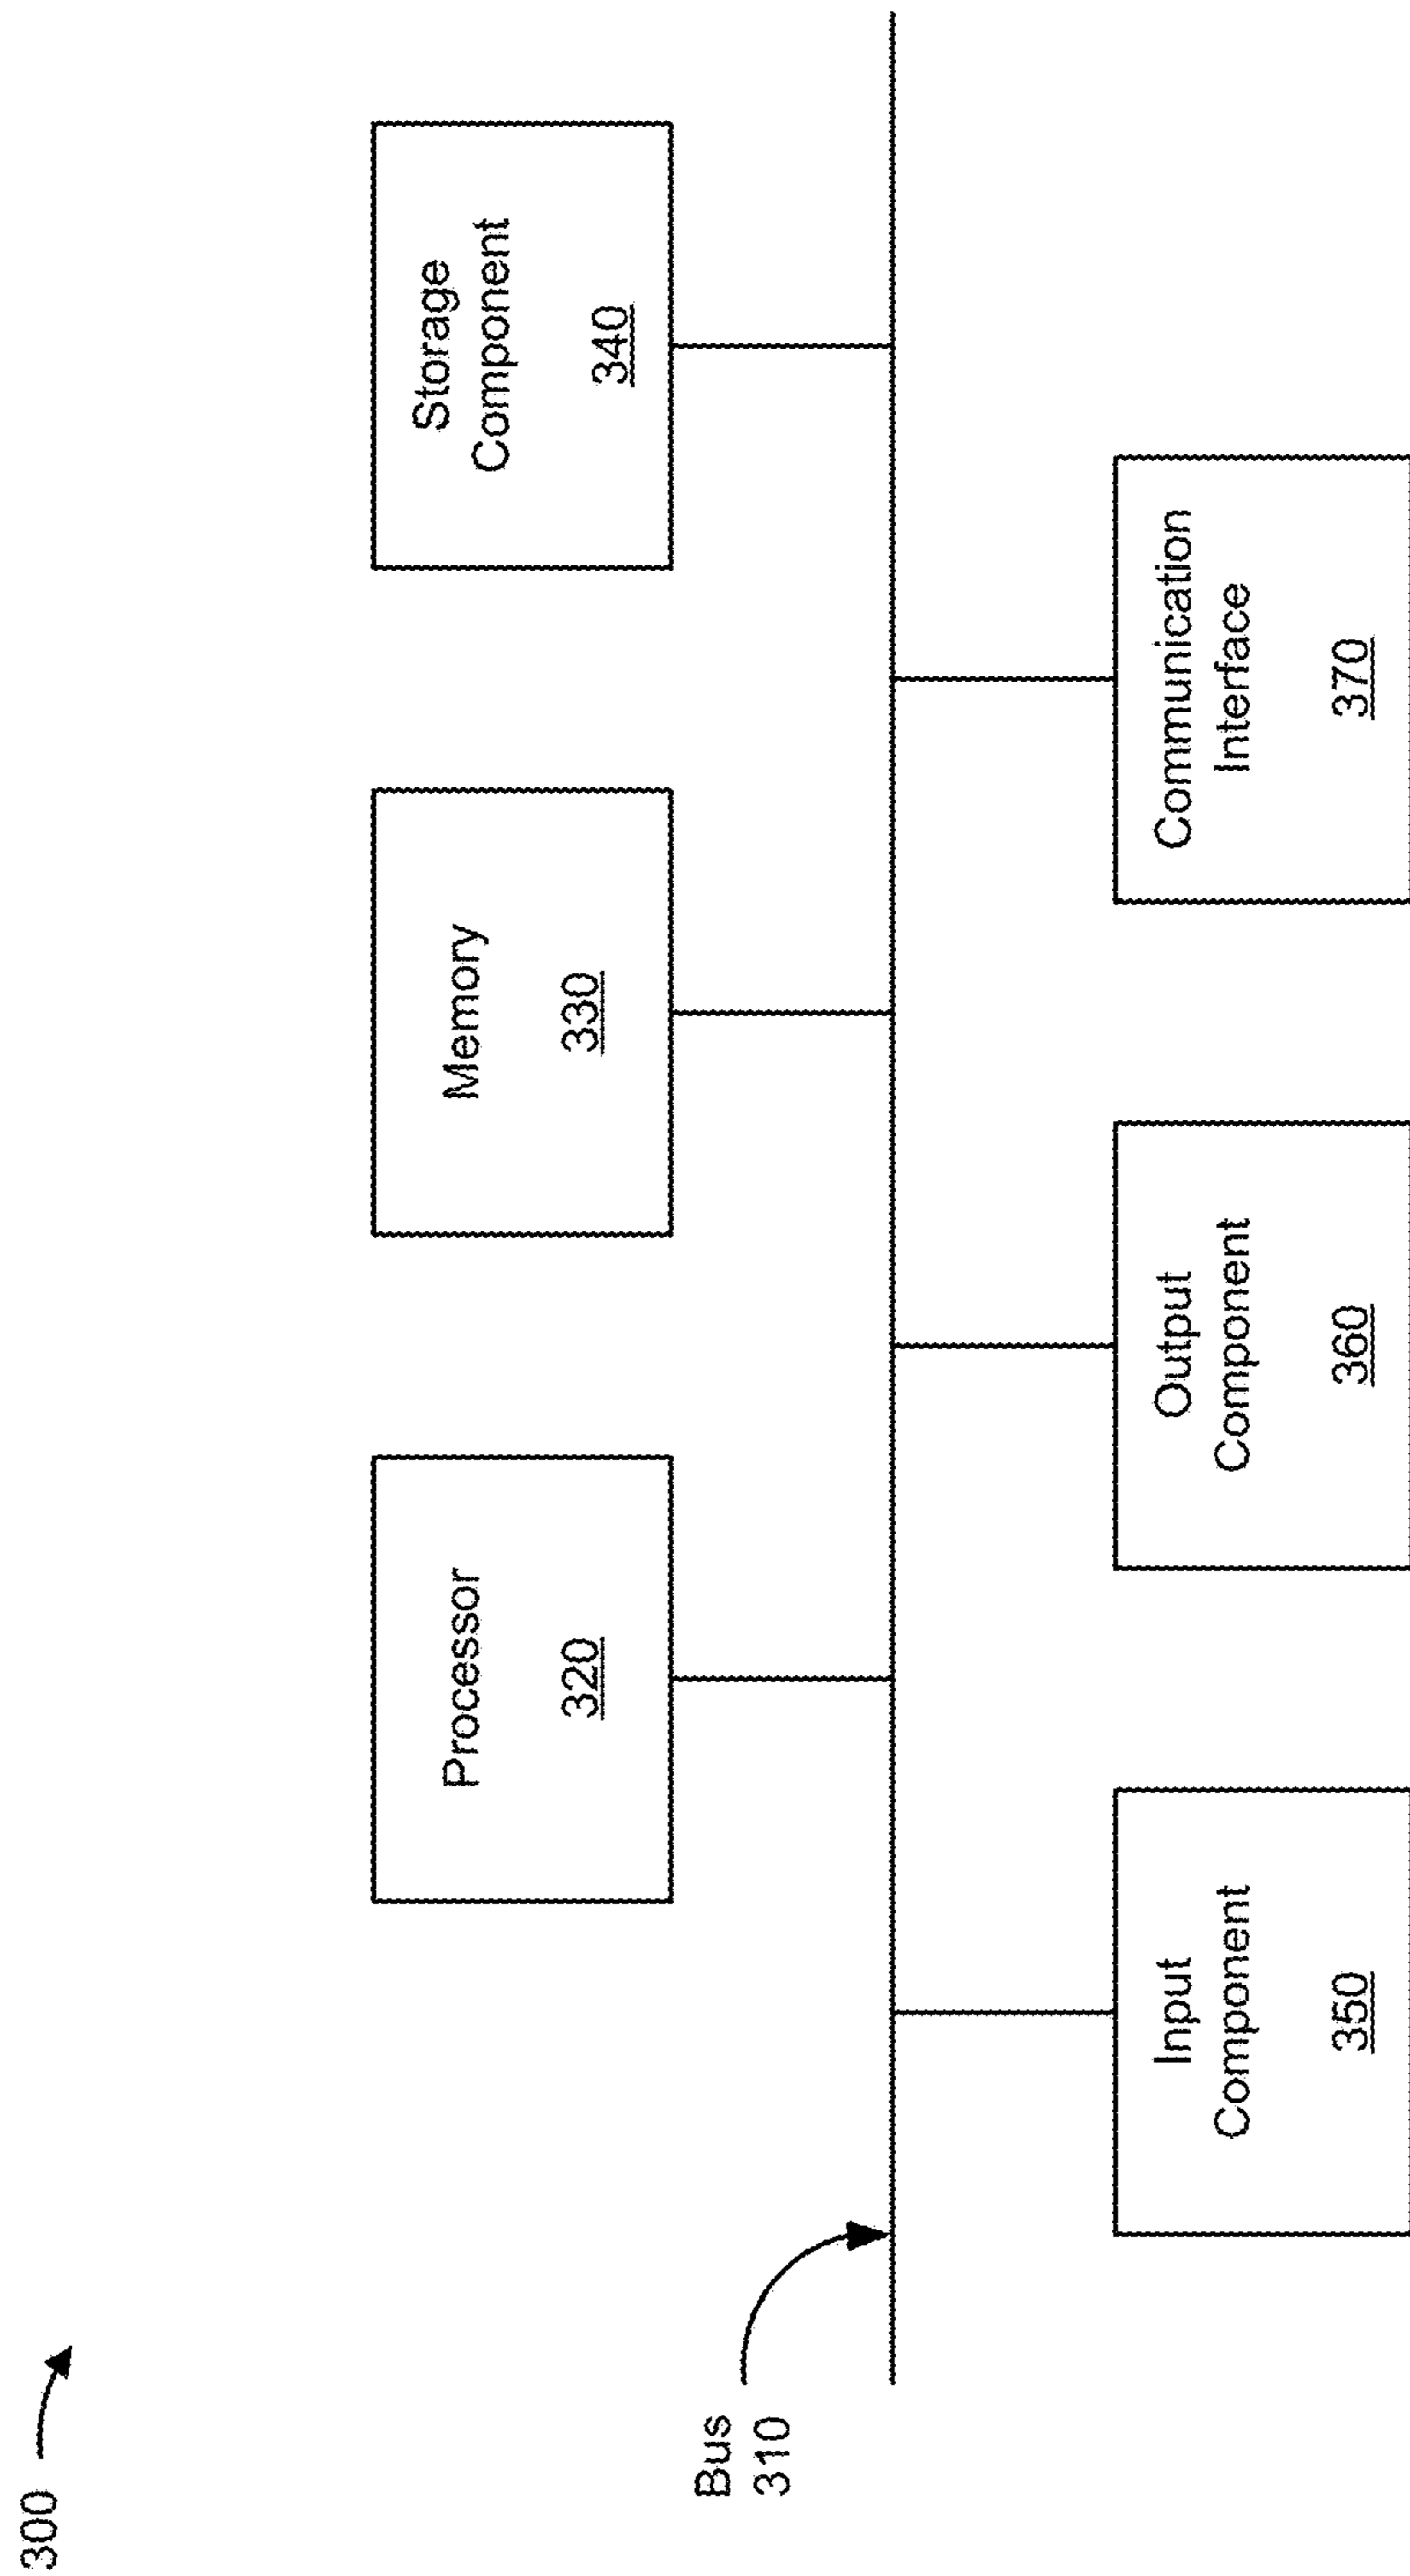 300
Processor
320
Memory
330
Storage
Component
340
Bus
310
Input
Component
350
Output
Component
360
Communication
Interface
370